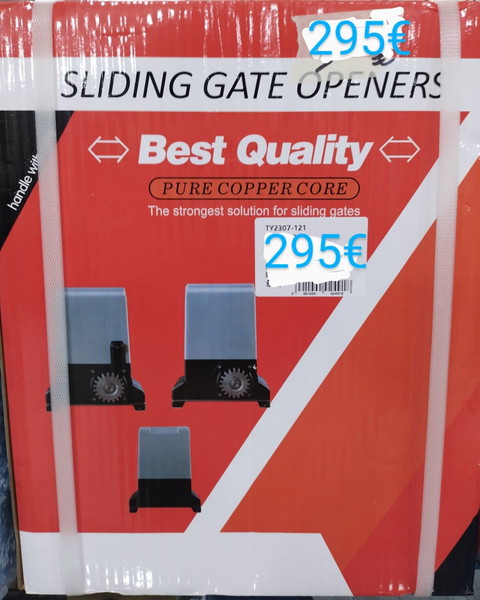 295€
SLIDING GATE OPENERS
handle with
Best Quality
PURE COPPER CORE
The strongest solution for sliding gates
TY2307-121
295€